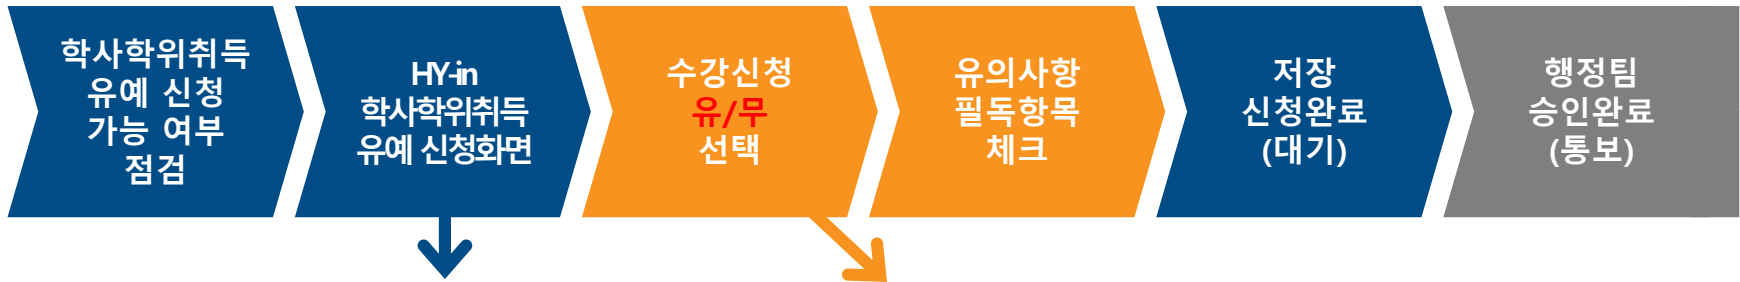 학사학위취득
유예 신청
가능 여부
점검
HY-in
학사학위취득
유예 신청화면
수강신청
유/무
선택
유의사항
필독항목
체크
저장
신청완료
(대기)
행정팀
승인완료
(통보)